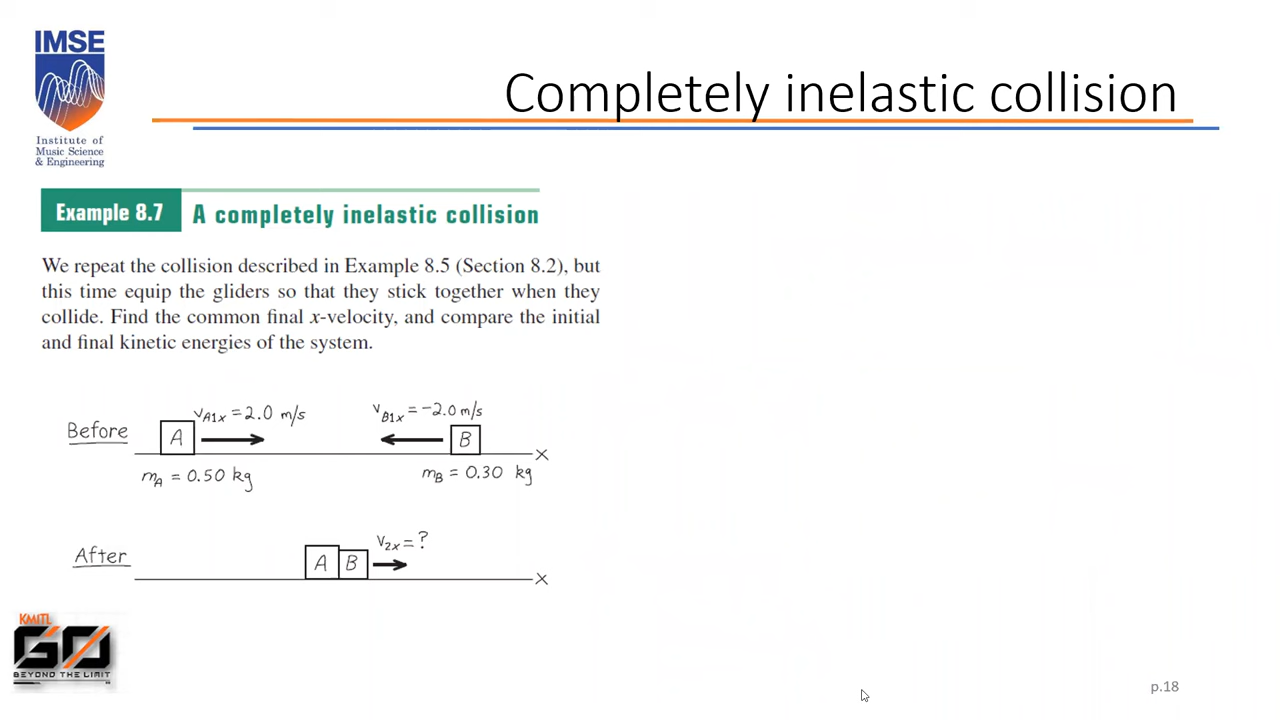 IMSE
Institute of
Music Science
& Engineering
Completely inelastic collision
Example 8.7 A completely inelastic collision
We repeat the collision described in Example 8.5 (Section 8.2), but
this time equip the gliders so that they stick together when they
collide. Find the common final x-velocity, and compare the initial
and final kinetic energies of the system.
Before
vA1x = 2.0 m/s
vB1x = −2.0 m/s
A
B
x
mA = 0.50 kg
mB = 0.30 kg
After
v2x = ?
A B
x
KMITL
GO
BEYOND THE LIMIT
p.18